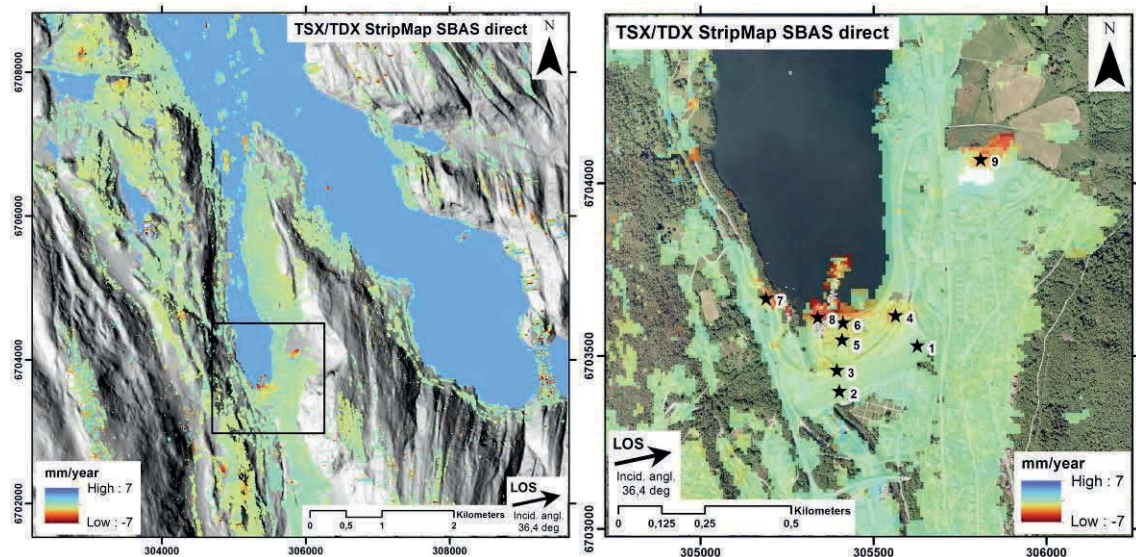 TSX/TDX StripMap SBAS direct
N
6708000
6706000
6704000
6702000
mm/year
High : 7
Low : -7
LOS
Incid. angl.
36,4 deg
0 0,5 1 2 Kilometers
304000 306000 308000
TSX/TDX StripMap SBAS direct
N
6704000
6703500
6703000
9
7
8
6
4
5
1
3
2
LOS
Incid. angl.
36,4 deg
0 0,125 0,25 0,5 Kilometers
mm/year
High : 7
Low : -7
305000 305500 306000